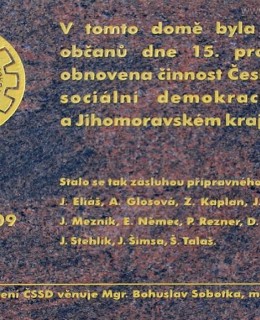 V tomto domě byla
občanů dne 15. pro
obnovena činnost Čes
sociální demokrac
a Jihomoravském kraj
Stalo se tak zásluhou přípravného
J. Eliáš, A. Glosová, Z. Kaplan, J.
09
J. Mezník, E. Němec, P. Rezner, D.
J. Stehlík, J. Šimsa, Š. Talaš.
ení ČSSD věnuje Mgr. Bohuslav Sobotka, m